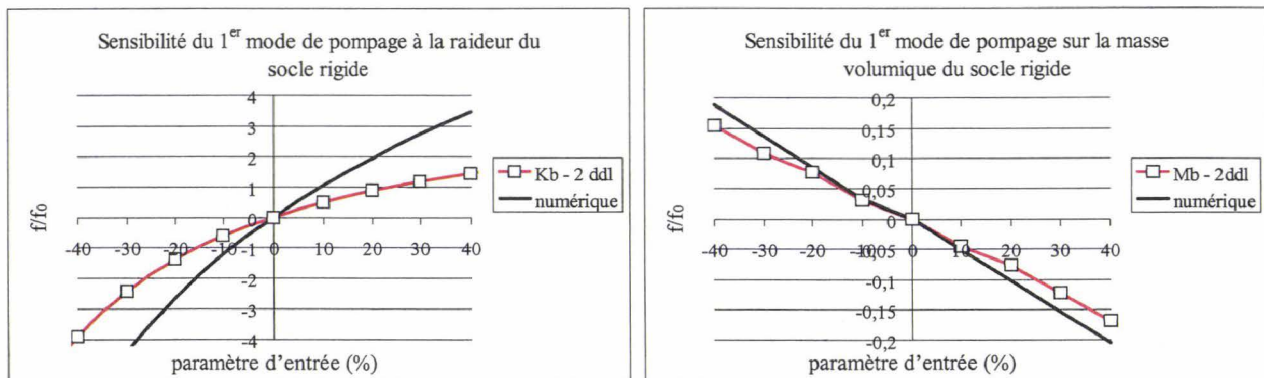 Sensibilité du 1er mode de pompage à la raideur du
socle rigide
4
3
2
1
0
-1
-2
-3
-4
-40 -30 -20 -10 0 10 20 30 40
f/f0
paramètre d'entrée (%)
Kb - 2 ddl
numérique
Sensibilité du 1er mode de pompage sur la masse
volumique du socle rigide
0,2
0,15
0,1
0,05
0
-0,05
-0,1
-0,15
-0,2
-40 -30 -20 -10 0 10 20 30 40
f/f0
paramètre d'entrée (%)
Mb - 2ddl
numérique